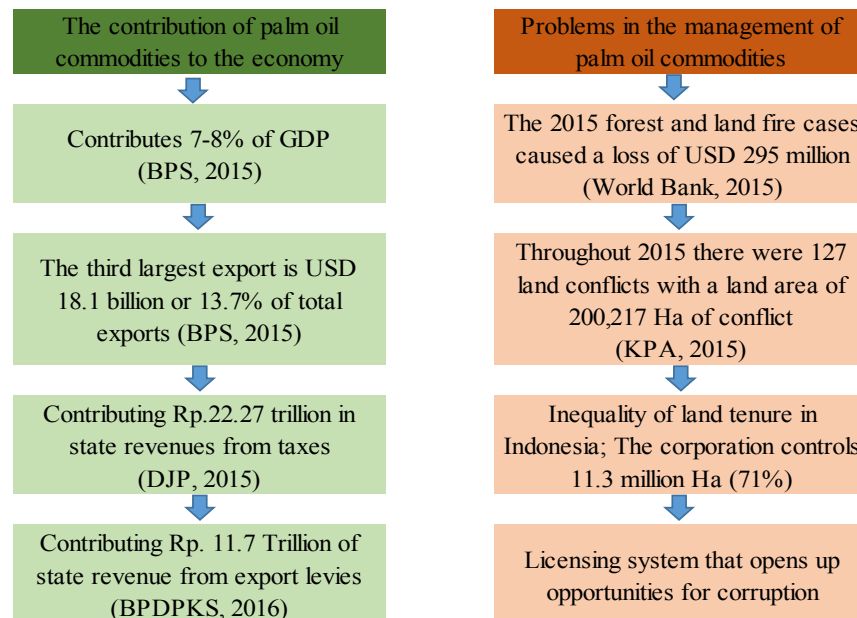 The contribution of palm oil
commodities to the economy
Contributes 7-8% of GDP
(BPS, 2015)
The third largest export is USD
18.1 billion or 13.7% of total
exports (BPS, 2015)
Contributing Rp.22.27 trillion in
state revenues from taxes
(DJP, 2015)
Contributing Rp. 11.7 Trillion of
state revenue from export levies
(BPDPKS, 2016)
Problems in the management of
palm oil commodities
The 2015 forest and land fire cases
caused a loss of USD 295 million
(World Bank, 2015)
Throughout 2015 there were 127
land conflicts with a land area of
200,217 Ha of conflict
(KPA, 2015)
Inequality of land tenure in
Indonesia; The corporation controls
11.3 million Ha (71%)
Licensing system that opens up
opportunities for corruption